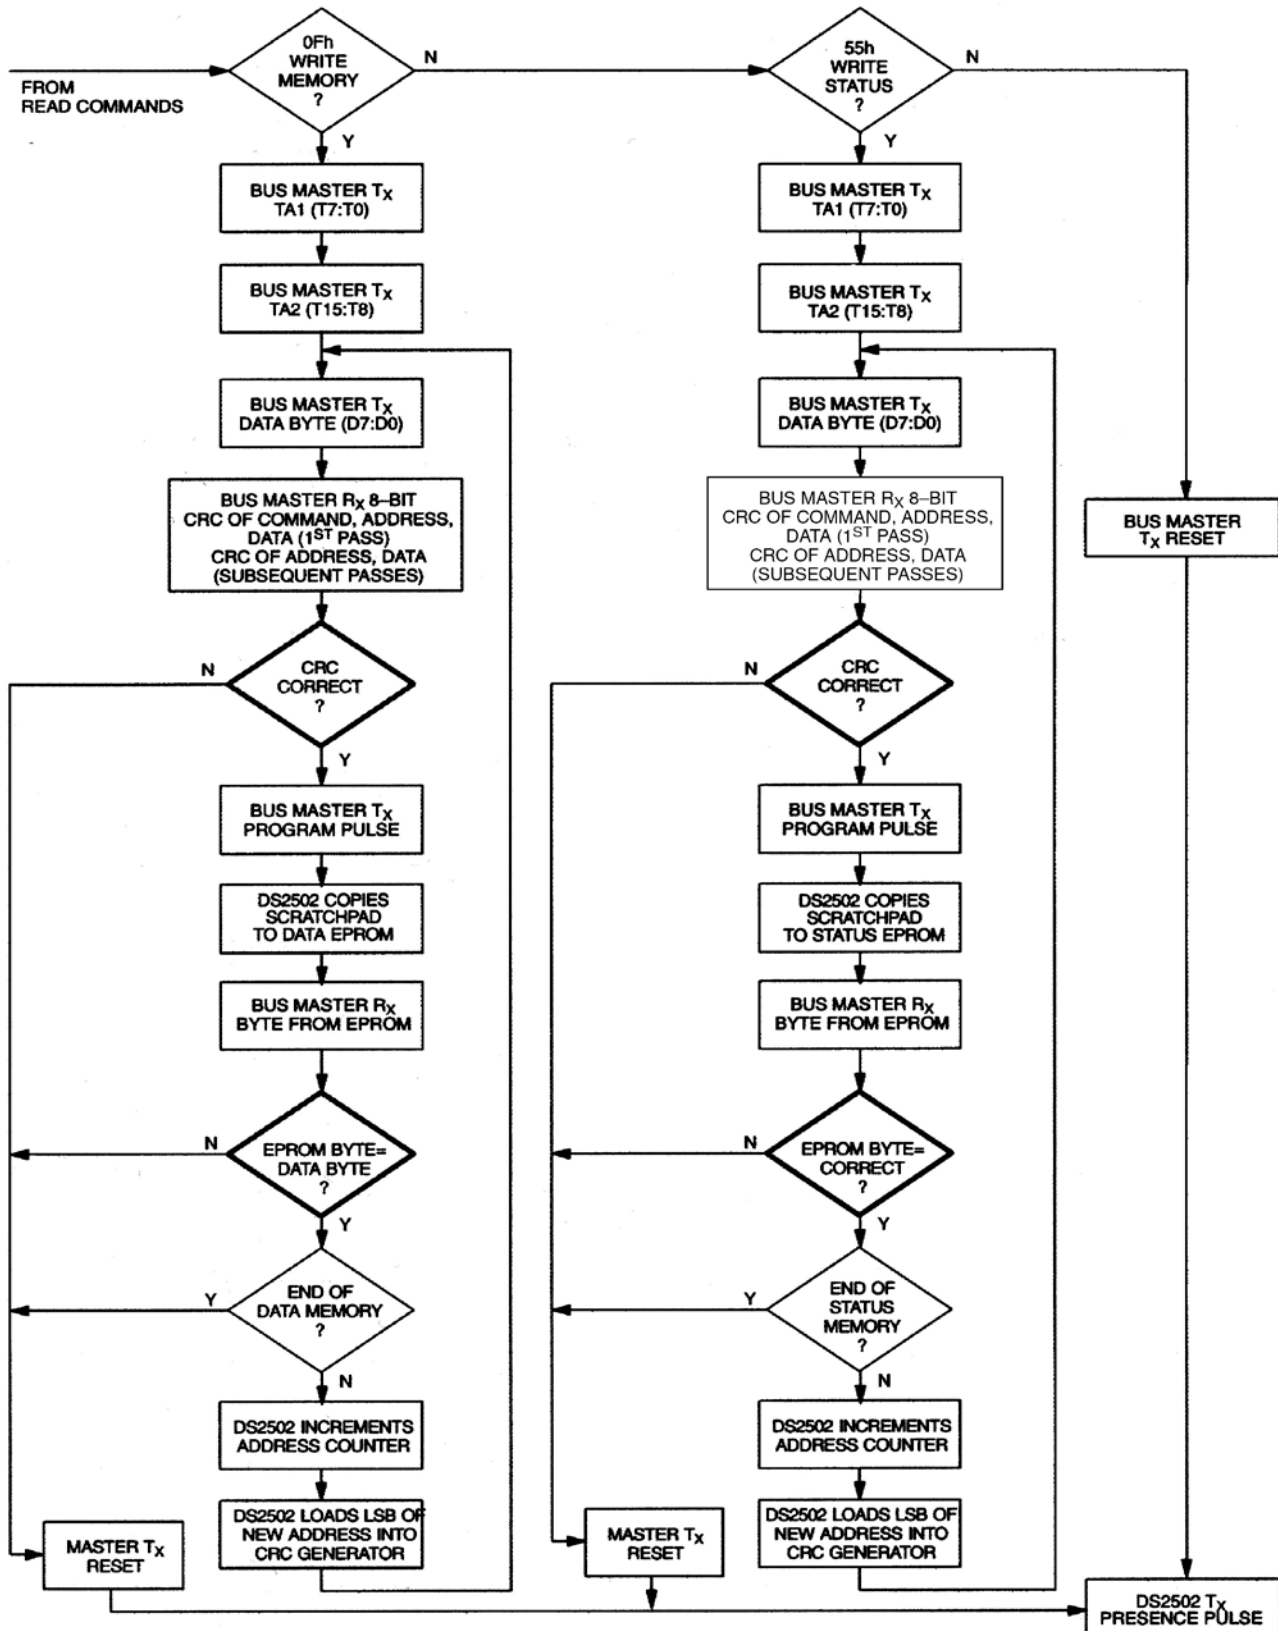 FROM
READ COMMANDS
0Fh
WRITE
MEMORY
?
N
Y
BUS MASTER TX
TA1 (T7:T0)
BUS MASTER TX
TA2 (T15:T8)
BUS MASTER TX
DATA BYTE (D7:D0)
BUS MASTER RX 8–BIT
CRC OF COMMAND, ADDRESS,
DATA (1ST PASS)
CRC OF ADDRESS, DATA
(SUBSEQUENT PASSES)
N
CRC
CORRECT
?
Y
BUS MASTER TX
PROGRAM PULSE
DS2502 COPIES
SCRATCHPAD
TO DATA EPROM
BUS MASTER RX
BYTE FROM EPROM
N
EPROM BYTE=
DATA BYTE
?
Y
Y
END OF
DATA MEMORY
?
N
DS2502 INCREMENTS
ADDRESS COUNTER
DS2502 LOADS LSB OF
NEW ADDRESS INTO
CRC GENERATOR
MASTER TX
RESET
55h
WRITE
STATUS
?
N
Y
BUS MASTER TX
TA1 (T7:T0)
BUS MASTER TX
TA2 (T15:T8)
BUS MASTER TX
DATA BYTE (D7:D0)
BUS MASTER RX 8–BIT
CRC OF COMMAND, ADDRESS,
DATA (1ST PASS)
CRC OF ADDRESS, DATA
(SUBSEQUENT PASSES)
N
CRC
CORRECT
?
Y
BUS MASTER TX
PROGRAM PULSE
DS2502 COPIES
SCRATCHPAD
TO STATUS EPROM
BUS MASTER RX
BYTE FROM EPROM
N
EPROM BYTE=
CORRECT
?
Y
Y
END OF
STATUS
MEMORY
?
N
DS2502 INCREMENTS
ADDRESS COUNTER
DS2502 LOADS LSB OF
NEW ADDRESS INTO
CRC GENERATOR
MASTER TX
RESET
BUS MASTER
TX RESET
DS2502 TX
PRESENCE PULSE